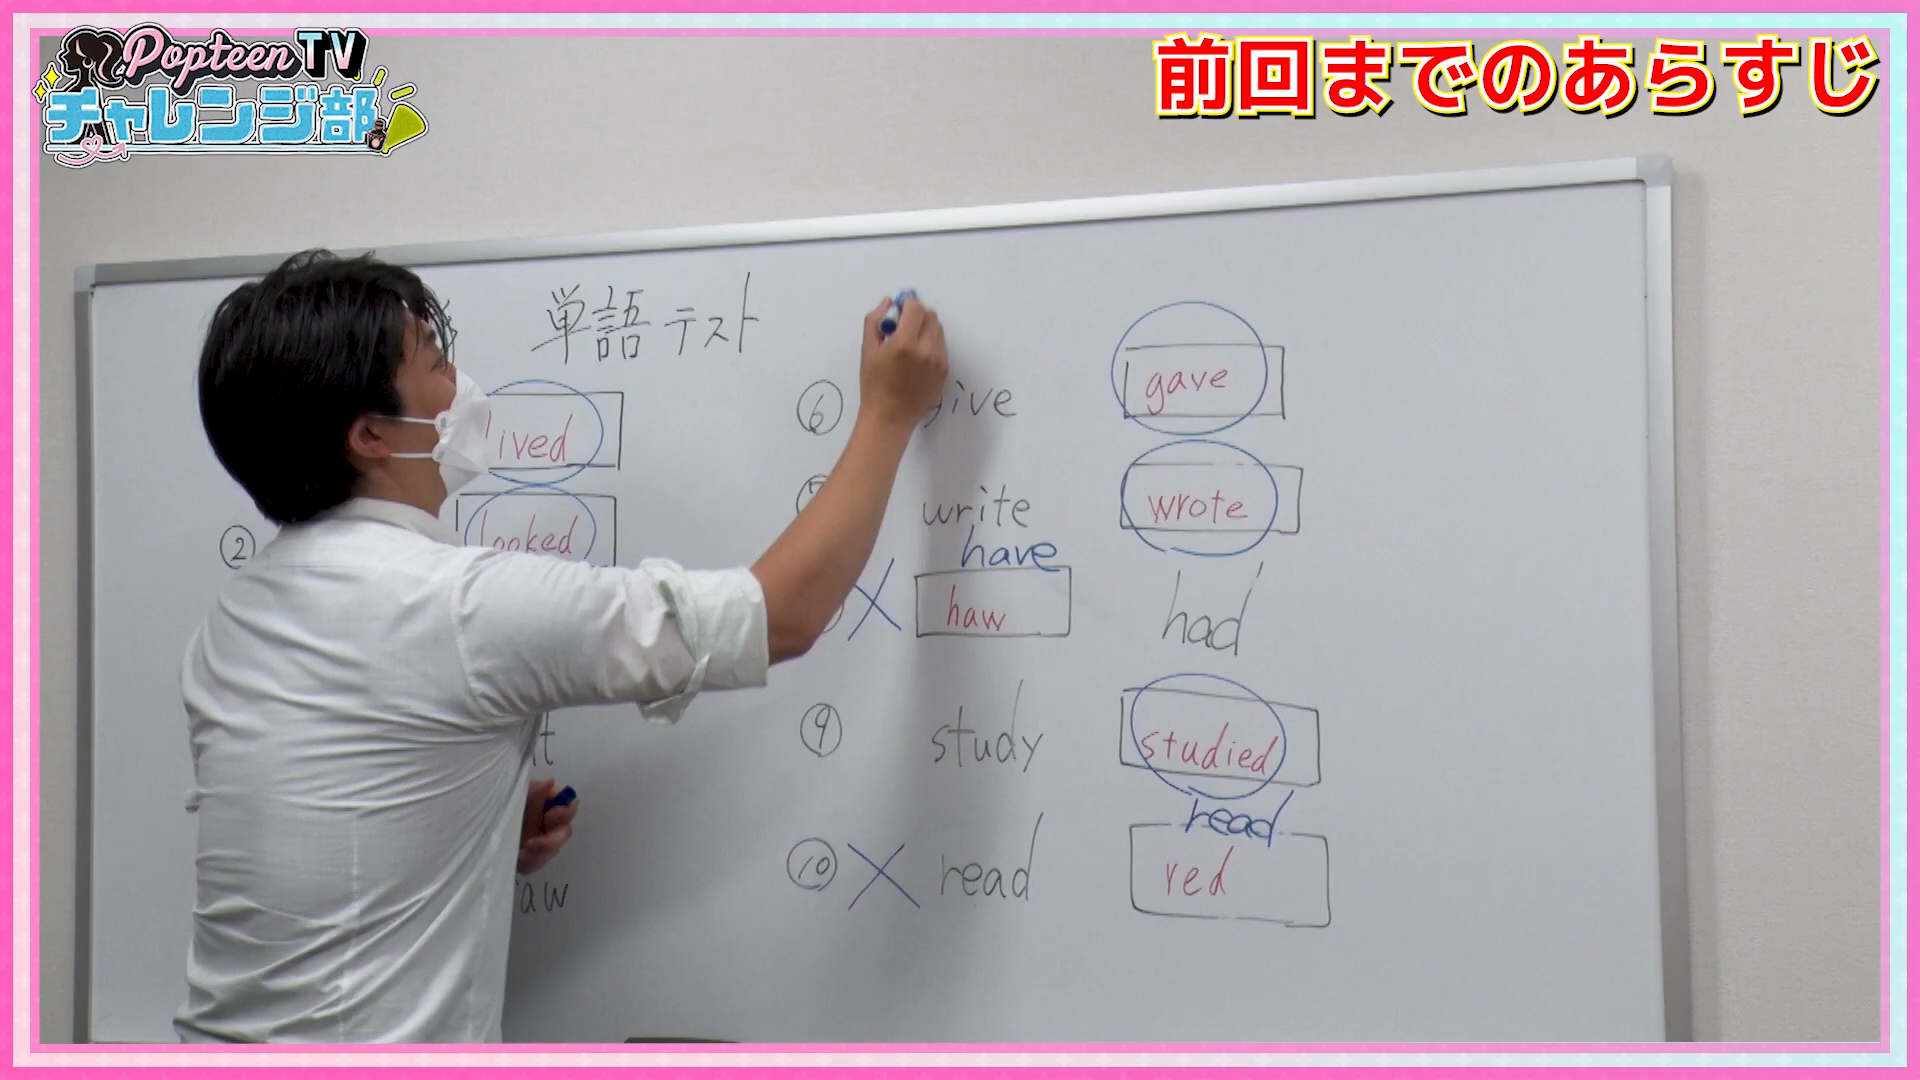 Popteen TV
チャレンジ部
前回までのあらすじ
単語テスト
lived
②
looked
⑥ give gave
write wrote
have
haw had
⑨ study studied
read
⑩ read red